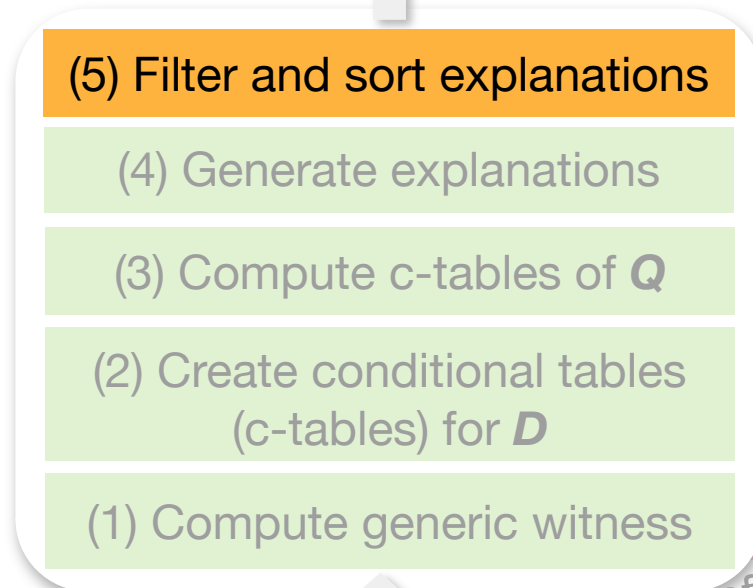 (5) Filter and sort explanations
(4) Generate explanations
(3) Compute c-tables of Q
(2) Create conditional tables
(c-tables) for D
(1) Compute generic witness